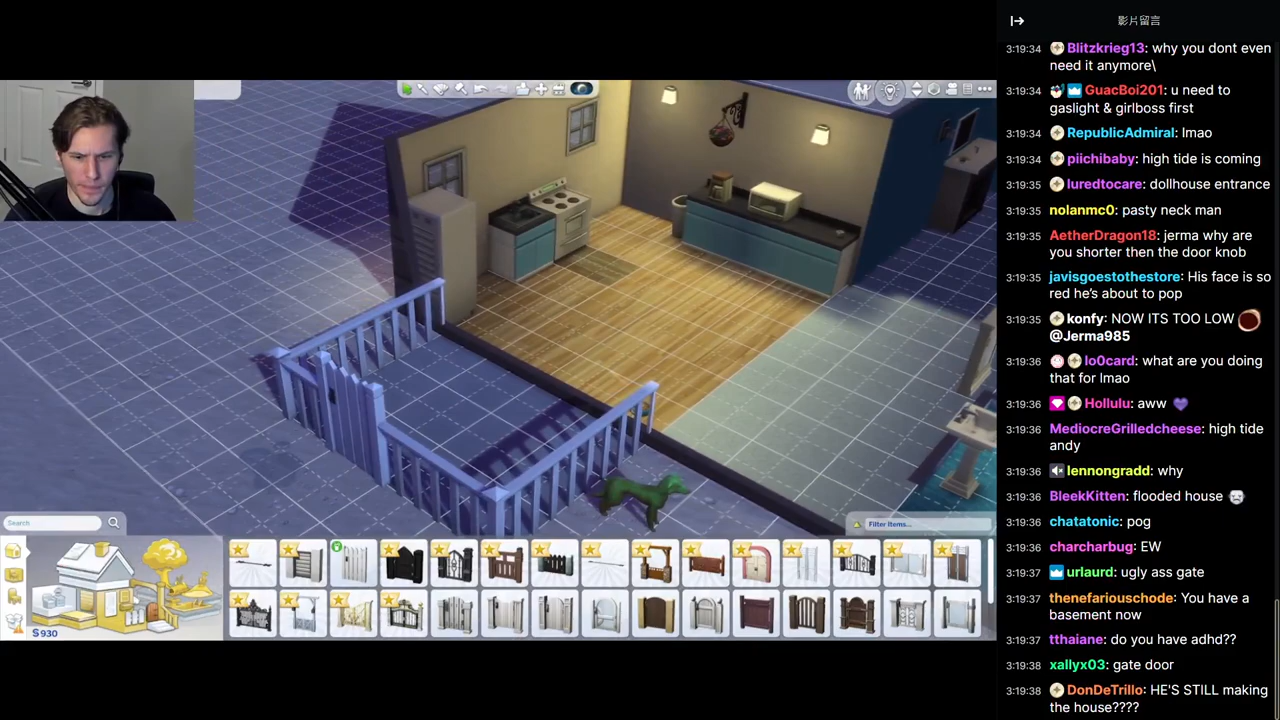 影片留言
3:19:34 Blitzkrieg13: why you dont even
need it anymore\
3:19:34 GuacBoi201: u need to
gaslight & girlboss first
3:19:34 RepublicAdmiral: lmao
3:19:34 piichibaby: high tide is coming
3:19:35 luredtocare: dollhouse entrance
3:19:35 nolanmc0: pasty neck man
3:19:35 AetherDragon18: jerma why are
you shorter then the door knob
3:19:35 javisgoestothestore: His face is so
red he's about to pop
3:19:35 konfy: NOW ITS TOO LOW
@Jerma985
3:19:36 lo0card: what are you doing
that for lmao
3:19:36 Hollulu: aww
3:19:36 MediocreGrilledcheese: high tide
andy
3:19:36 lennongradd: why
3:19:36 BleekKitten: flooded house
3:19:36 chatatonic: pog
3:19:36 charcharbug: EW
3:19:37 urlaurd: ugly ass gate
3:19:37 thenefariouschode: You have a
basement now
3:19:37 tthaiane: do you have adhd??
3:19:38 xallyx03: gate door
3:19:38 DonDeTrillo: HE'S STILL making
the house????
Search
Filter Items...
§930